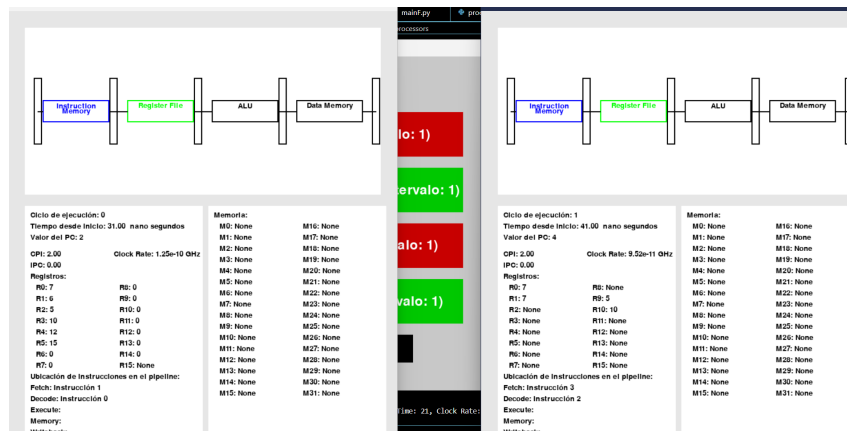 mainF.py
proc
rocessors
Instruction Memory
Register File
ALU
Data Memory
Ciclo de ejecución: 0
Tiempo desde inicio: 31.00 nano segundos
Valor del PC: 2
CPI: 2.00 Clock Rate: 1.25e-10 GHz
IPC: 0.00
Registros:
R0: 7 R8: 0
R1: 6 R9: 0
R2: 5 R10: 0
R3: 10 R11: 0
R4: 12 R12: 0
R5: 15 R13: 0
R6: 0 R14: 0
R7: 0 R15: None
Ubicación de instrucciones en el pipeline:
Fetch: Instrucción 1
Decode: Instrucción 0
Execute:
Memory:
Memoria:
M0: None M16: None
M1: None M17: None
M2: None M18: None
M3: None M19: None
M4: None M20: None
M5: None M21: None
M6: None M22: None
M7: None M23: None
M8: None M24: None
M9: None M25: None
M10: None M26: None
M11: None M27: None
M12: None M28: None
M13: None M29: None
M14: None M30: None
M15: None M31: None
lo: 1)
ervalo: 1)
alo: 1)
valo: 1)
Time: 21, Clock Rate:
Instruction Memory
Register File
ALU
Data Memory
Ciclo de ejecución: 1
Tiempo desde inicio: 41.00 nano segundos
Valor del PC: 4
CPI: 2.00 Clock Rate: 9.52e-11 GHz
IPC: 0.00
Registros:
R0: 7 R8: None
R1: 7 R9: 5
R2: None R10: 10
R3: None R11: None
R4: None R12: None
R5: None R13: None
R6: None R14: None
R7: None R15: None
Ubicación de instrucciones en el pipeline:
Fetch: Instrucción 3
Decode: Instrucción 2
Execute:
Memory:
Memoria:
M0: None M16: None
M1: None M17: None
M2: None M18: None
M3: None M19: None
M4: None M20: None
M5: None M21: None
M6: None M22: None
M7: None M23: None
M8: None M24: None
M9: None M25: None
M10: None M26: None
M11: None M27: None
M12: None M28: None
M13: None M29: None
M14: None M30: None
M15: None M31: None